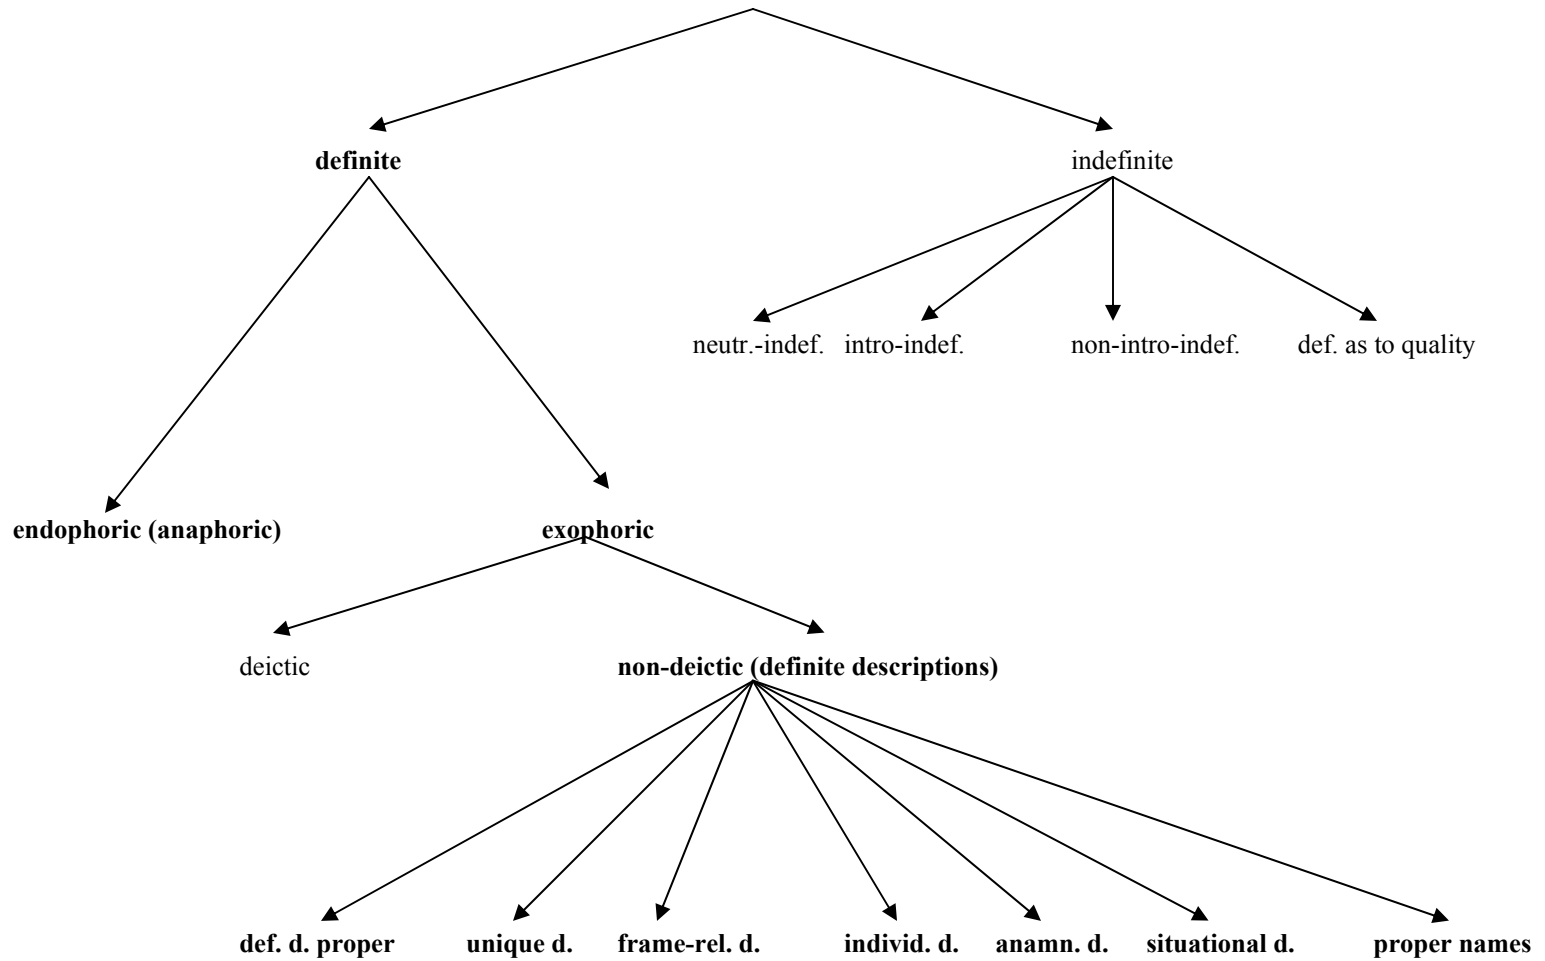 definite
indefinite
neutr.-indef.
intro-indef.
non-intro-indef.
def. as to quality
endophoric (anaphoric)
exophoric
deictic
non-deictic (definite descriptions)
def. d. proper
unique d.
frame-rel. d.
individ. d.
anamn. d.
situational d.
proper names